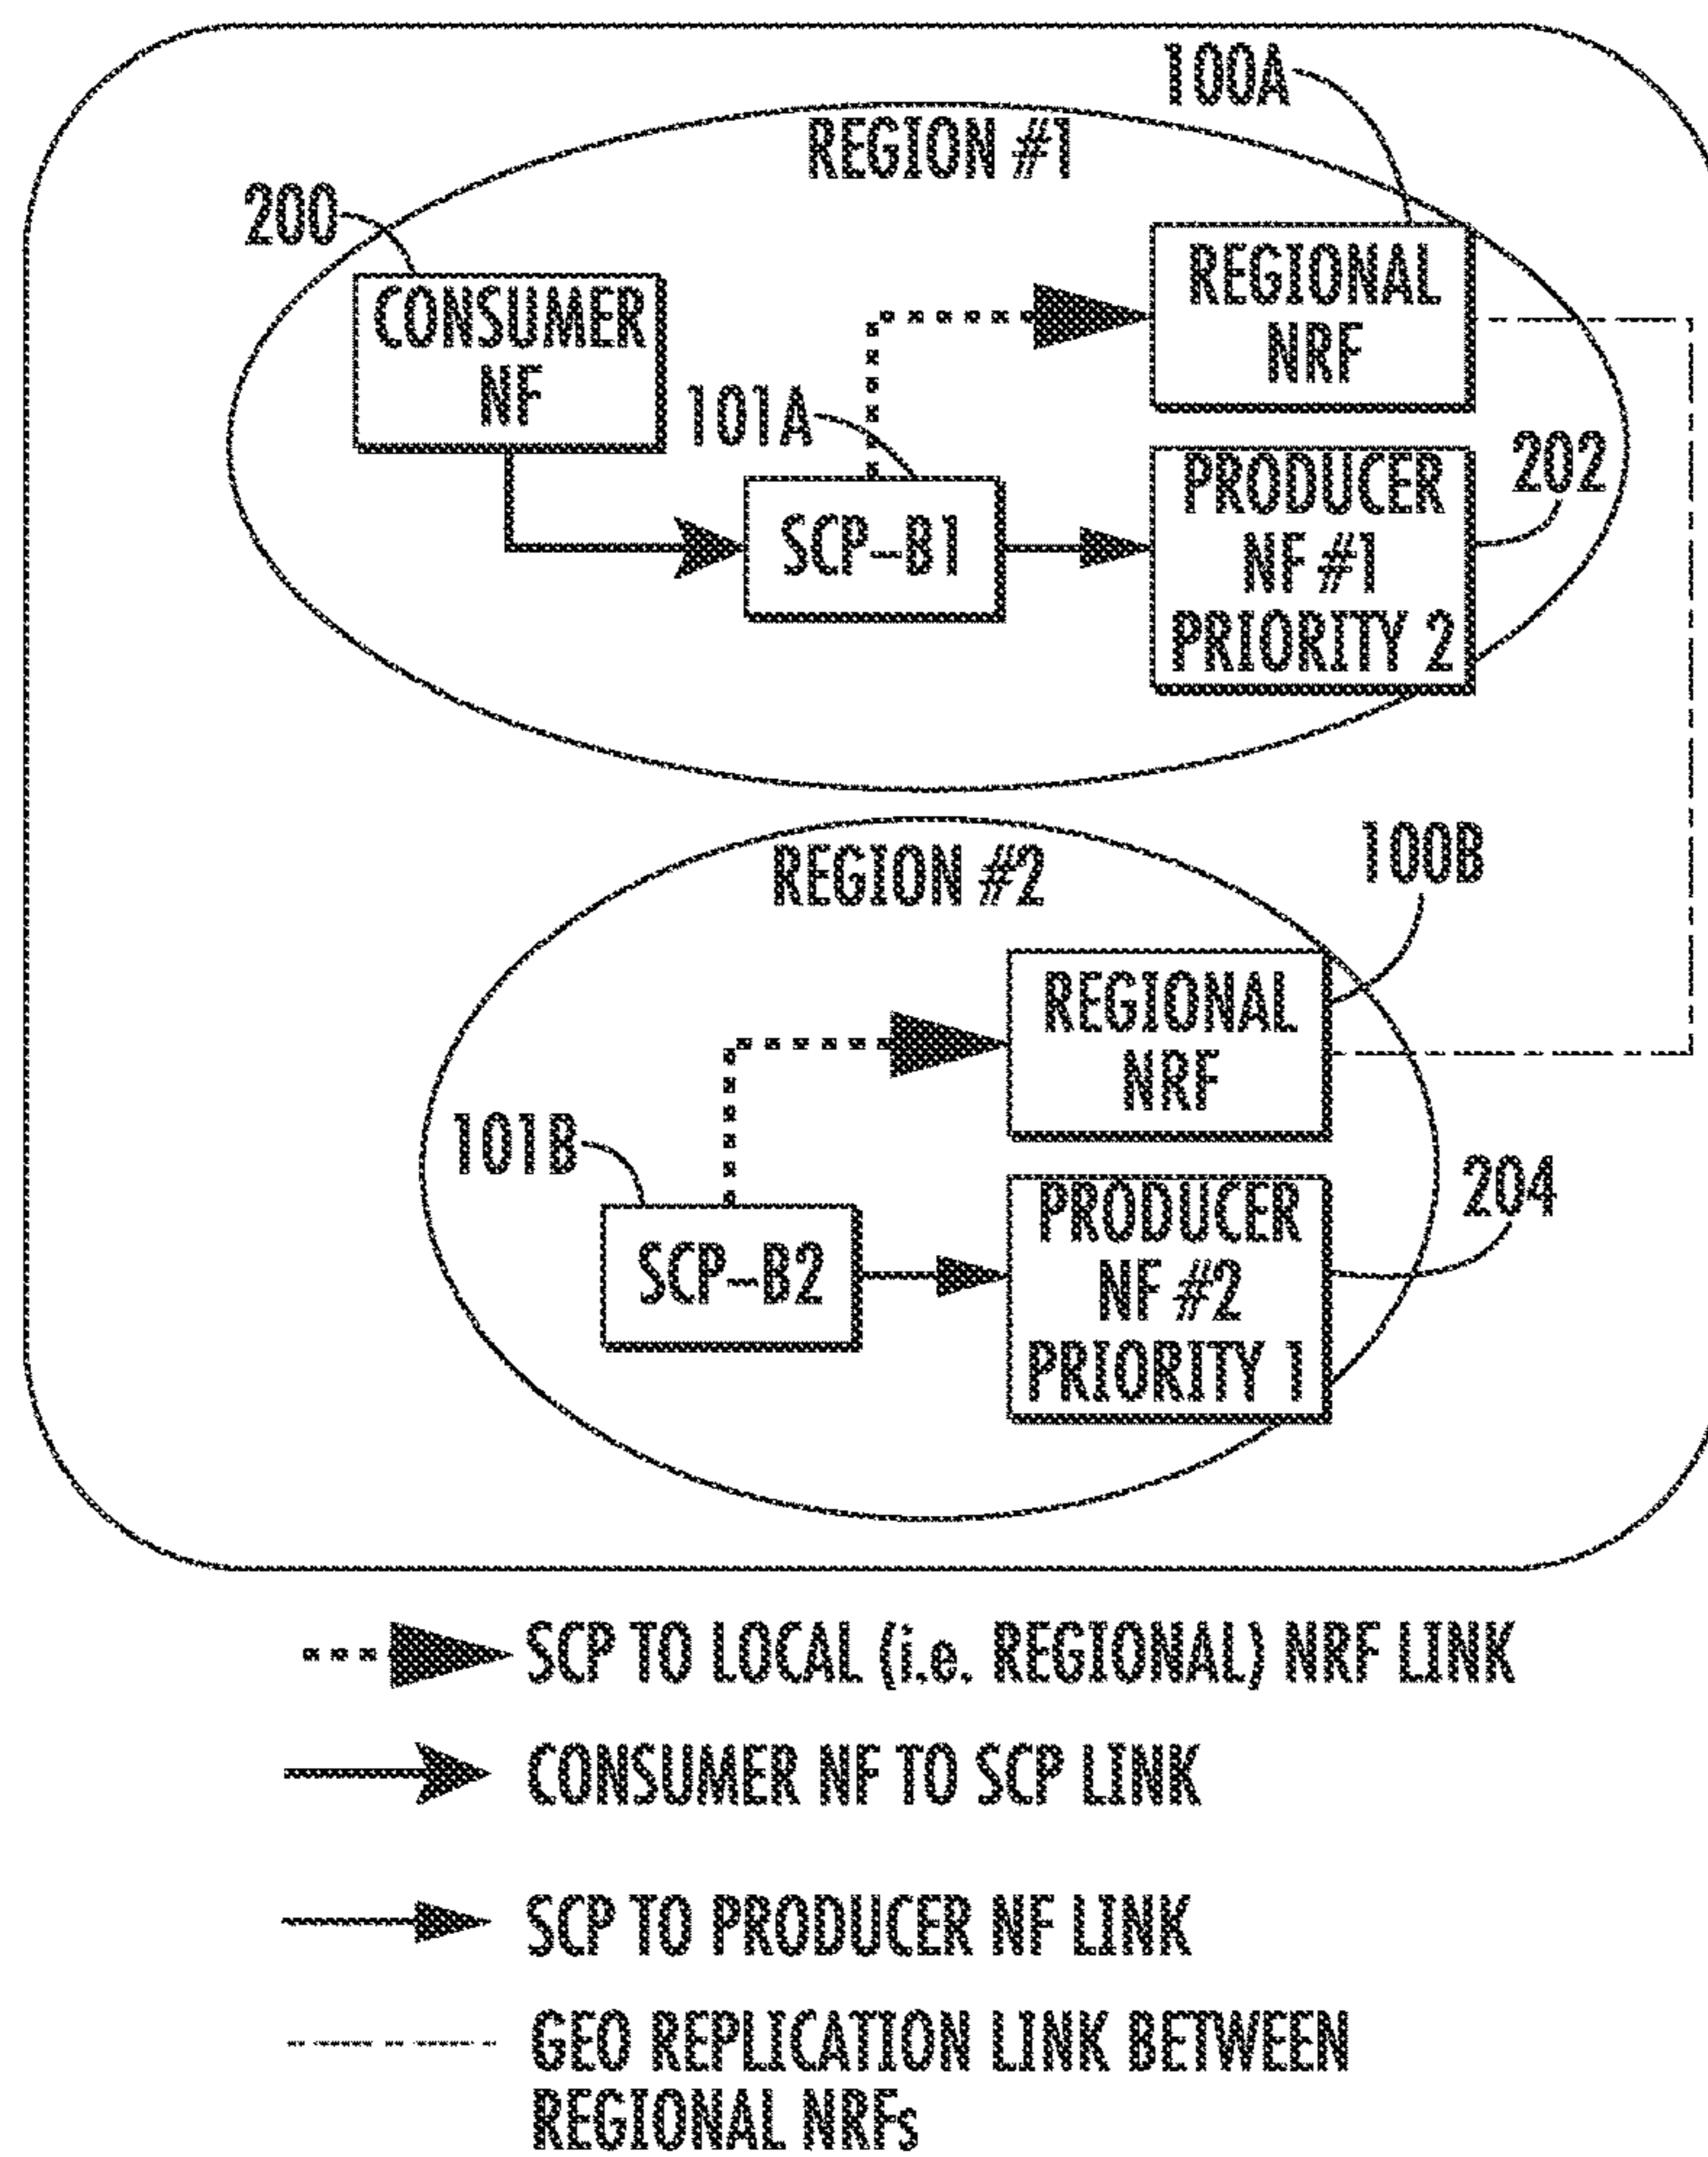 100A
REGION #1
200
CONSUMER
NF
REGIONAL
NRF
101A
202
SCP-B1
PRODUCER
NF #1
PRIORITY 2
REGION #2
100B
REGIONAL
NRF
101B
204
SCP-B2
PRODUCER
NF #2
PRIORITY 1
SCP TO LOCAL (i.e. REGIONAL) NRF LINK
CONSUMER NF TO SCP LINK
SCP TO PRODUCER NF LINK
GEO REPLICATION LINK BETWEEN
REGIONAL NRFs